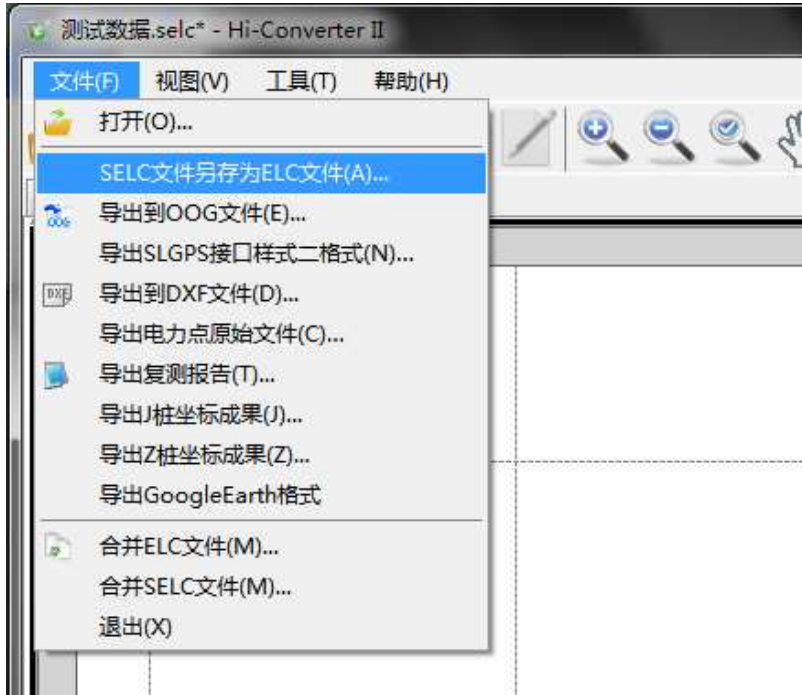 测试数据.selc* - Hi-Converter II
文件(F) 视图(V) 工具(T) 帮助(H)
打开(O)...
SELC文件另存为ELC文件(A)...
OOG 导出到OOG文件(E)...
导出SLGPS接口样式二格式(N)...
DXF 导出到DXF文件(D)...
导出电力点原始文件(C)...
导出复测报告(T)...
导出J桩坐标成果(J)...
导出Z桩坐标成果(Z)...
导出GoogleEarth格式
合并ELC文件(M)...
合并SELC文件(M)...
退出(X)